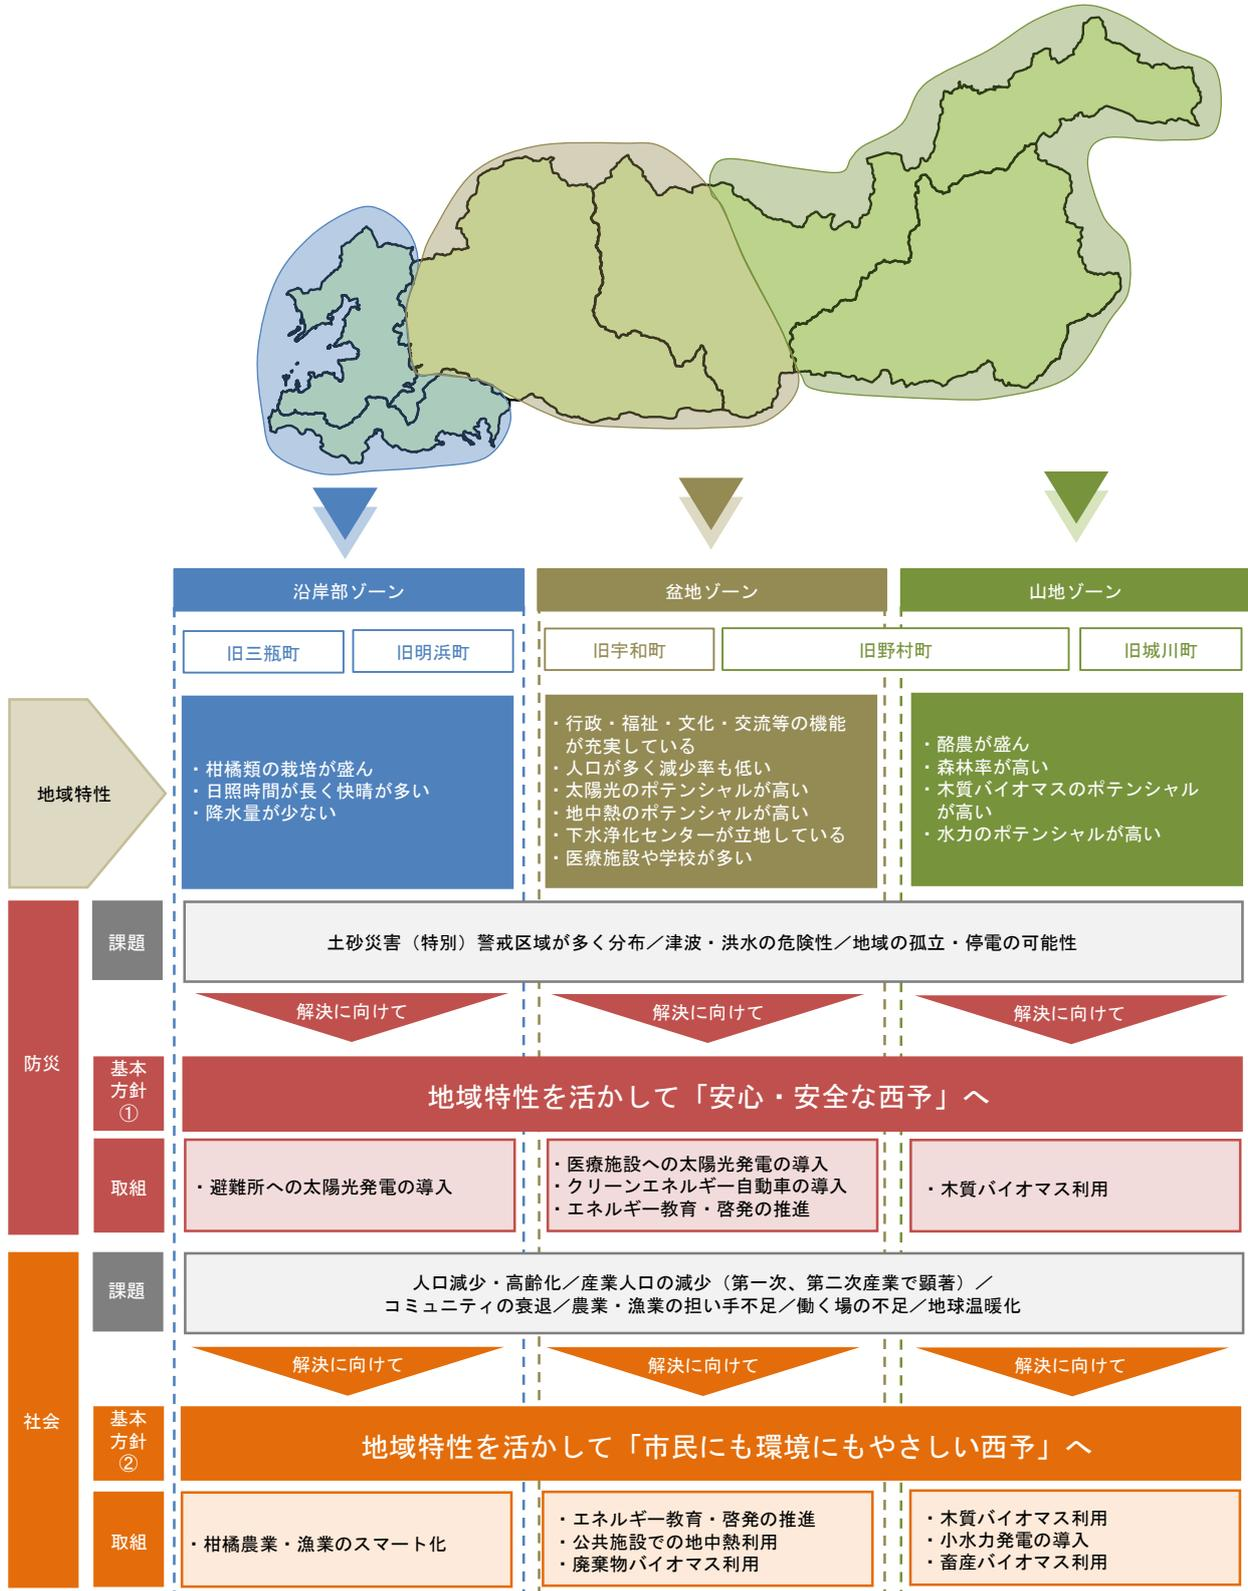 沿岸部ゾーン
盆地ゾーン
山地ゾーン
旧三瓶町
旧明浜町
旧宇和町
旧野村町
旧城川町
地域特性
・柑橘類の栽培が盛ん
・日照時間が長く快晴が多い
・降水量が少ない
・行政・福祉・文化・交流等の機能
が充実している
・人口が多く減少率も低い
・太陽光のポテンシャルが高い
・地中熱のポテンシャルが高い
・下水浄化センターが立地している
・医療施設や学校が多い
・酪農が盛ん
・森林率が高い
・木質バイオマスのポテンシャル
が高い
・水力のポテンシャルが高い
防災
課題
土砂災害（特別）警戒区域が多く分布／津波・洪水の危険性／地域の孤立・停電の可能性
解決に向けて
解決に向けて
解決に向けて
基本
方針
①
地域特性を活かして「安心・安全な西予」へ
取組
・避難所への太陽光発電の導入
・医療施設への太陽光発電の導入
・クリーンエネルギー自動車の導入
・エネルギー教育・啓発の推進
・木質バイオマス利用
社会
課題
人口減少・高齢化／産業人口の減少（第一次、第二次産業で顕著）／
コミュニティの衰退／農業・漁業の担い手不足／働く場の不足／地球温暖化
解決に向けて
解決に向けて
解決に向けて
基本
方針
②
地域特性を活かして「市民にも環境にもやさしい西予」へ
取組
・柑橘農業・漁業のスマート化
・エネルギー教育・啓発の推進
・公共施設での地中熱利用
・廃棄物バイオマス利用
・木質バイオマス利用
・小水力発電の導入
・畜産バイオマス利用